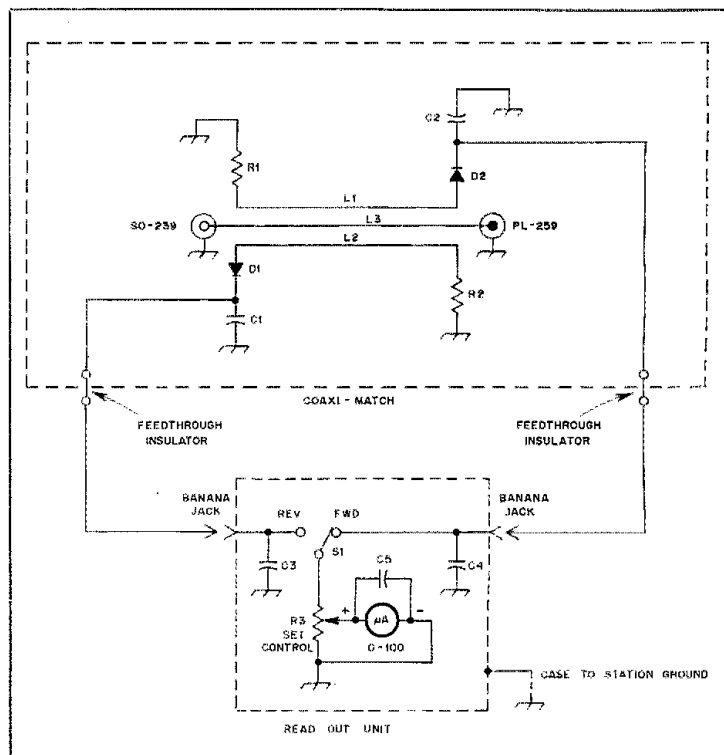 C2
R1
D2
L1
SO-239
L3
PL-259
L2
D1
R2
C1
COAXI-MATCH
FEEDTHROUGH
INSULATOR
FEEDTHROUGH
INSULATOR
BANANA
JACK
REV
FWD
BANANA
JACK
S1
C3
C5
C4
R3
SET
CONTROL
+
µA
-
0-100
CASE TO STATION GROUND
READ OUT UNIT